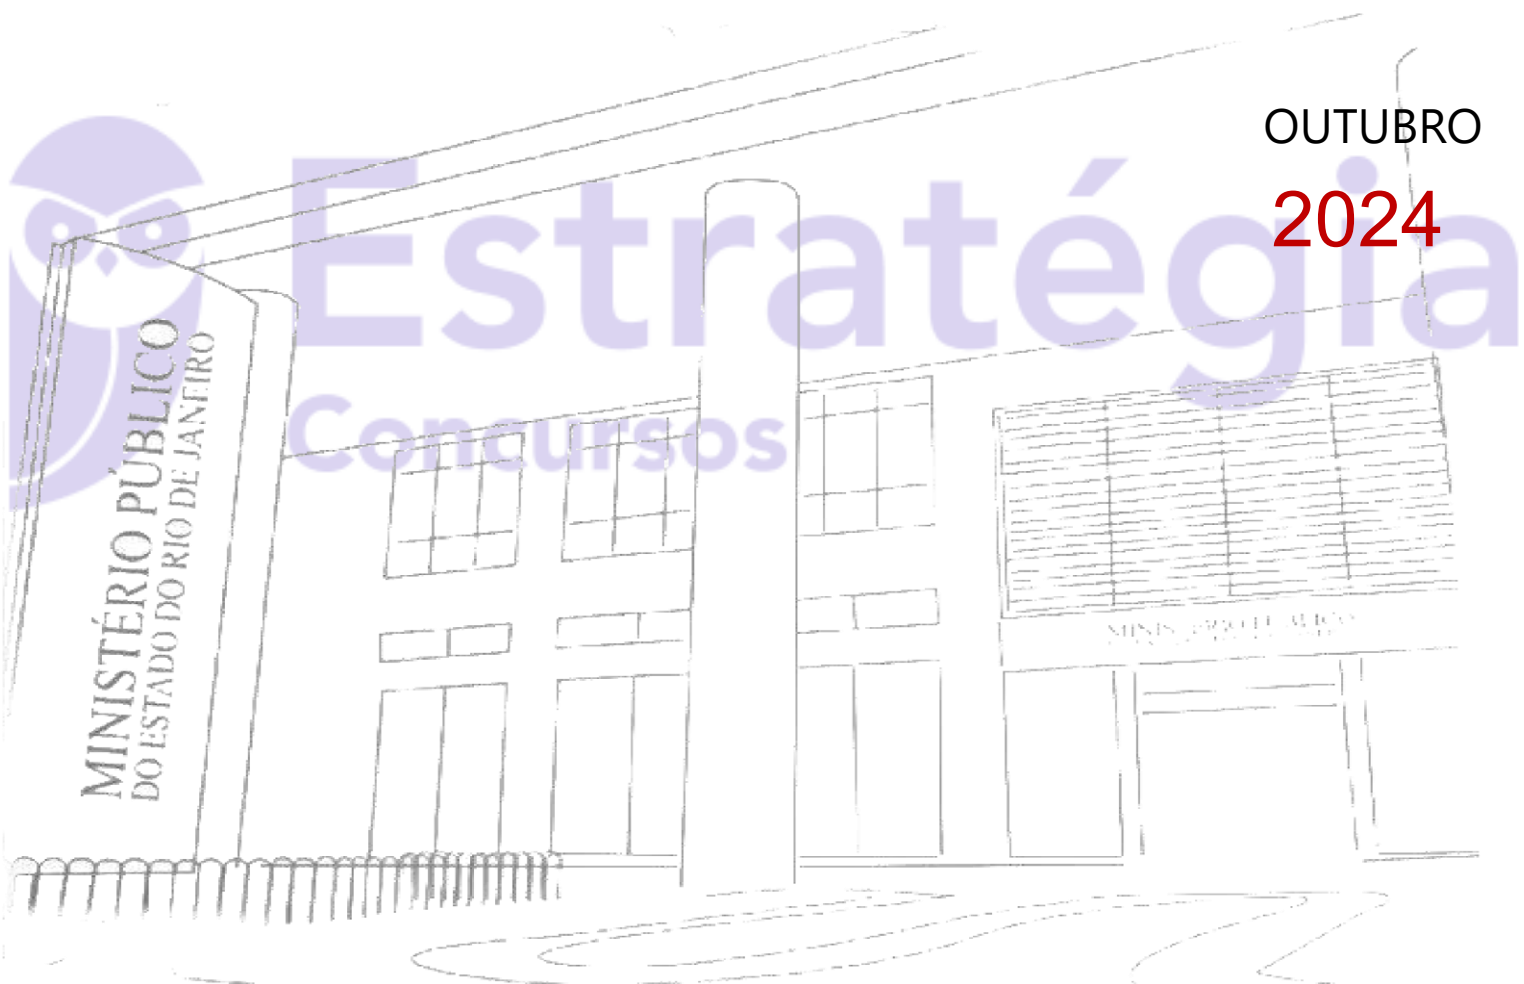 OUTUBRO
2024
Estratégia
Concursos
MINISTÉRIO PÚBLICO
DO ESTADO DO RIO DE JANEIRO